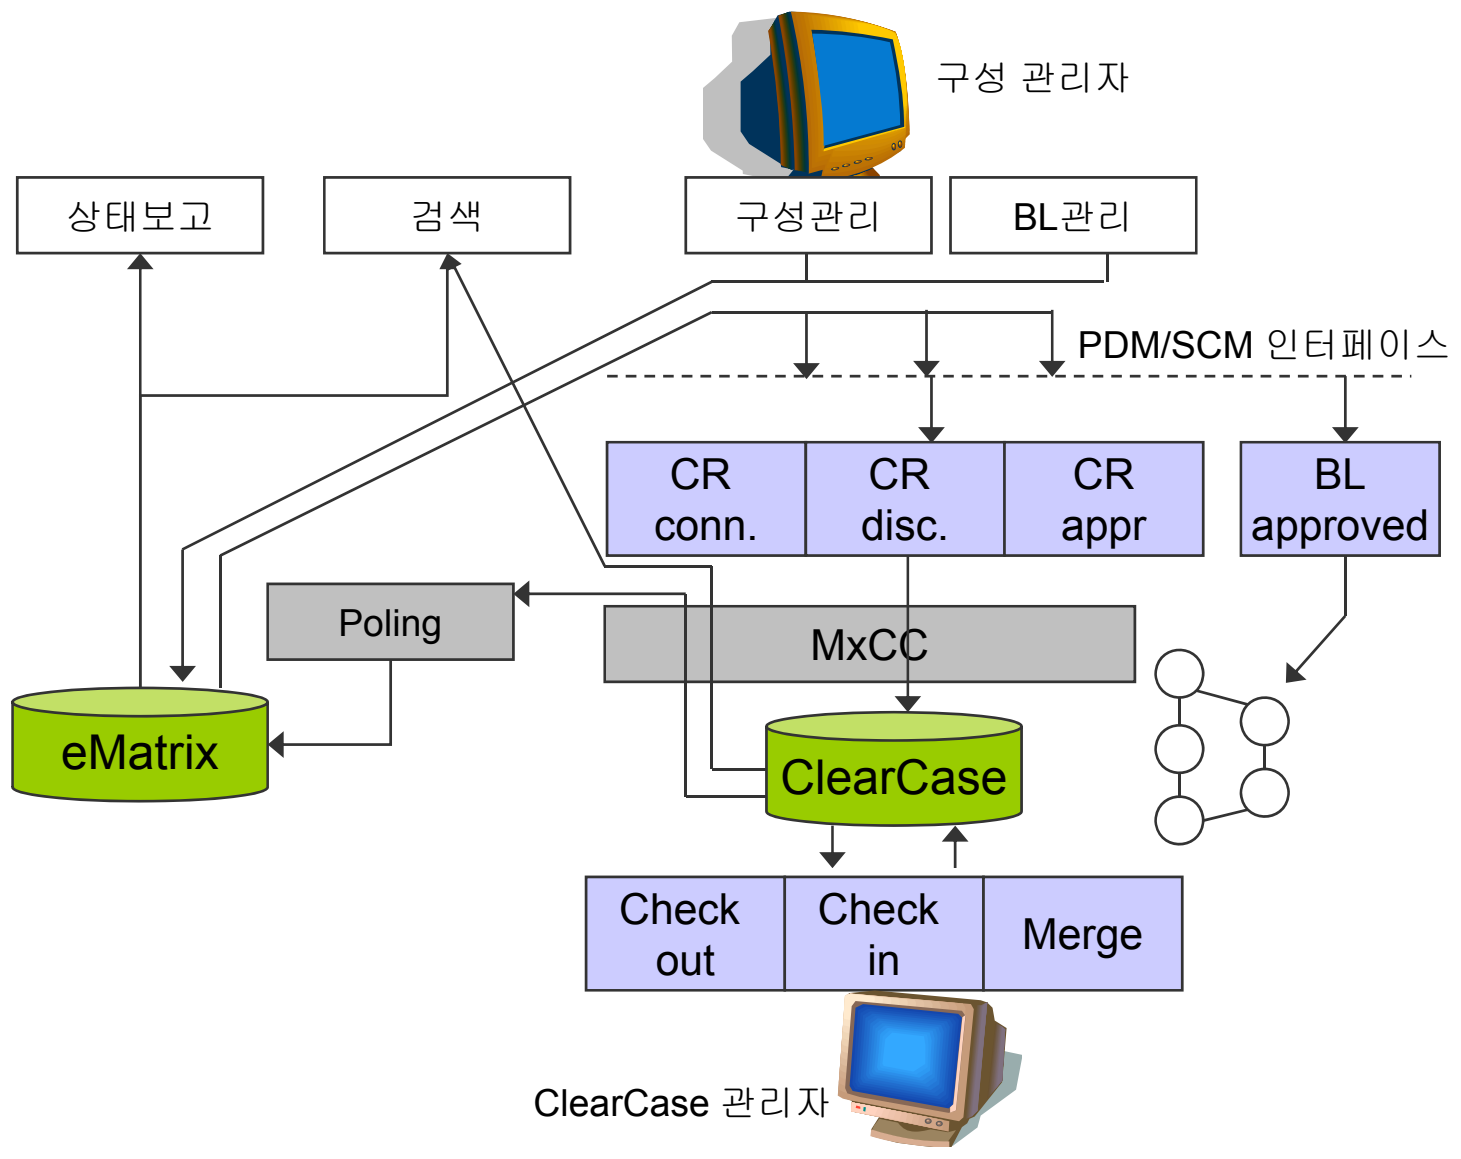 구성 관리자
상태보고
검색
구성관리
BL관리
PDM/SCM 인터페이스
CR
conn.
CR
disc.
CR
appr
BL
approved
Poling
MxCC
eMatrix
ClearCase
Check
out
Check
in
Merge
ClearCase 관리자